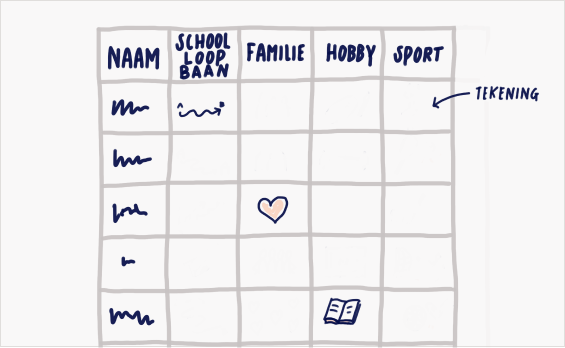 NAAM
SCHOOL
LOOP
BAAN
FAMILIE
HOBBY
SPORT
TEKENING